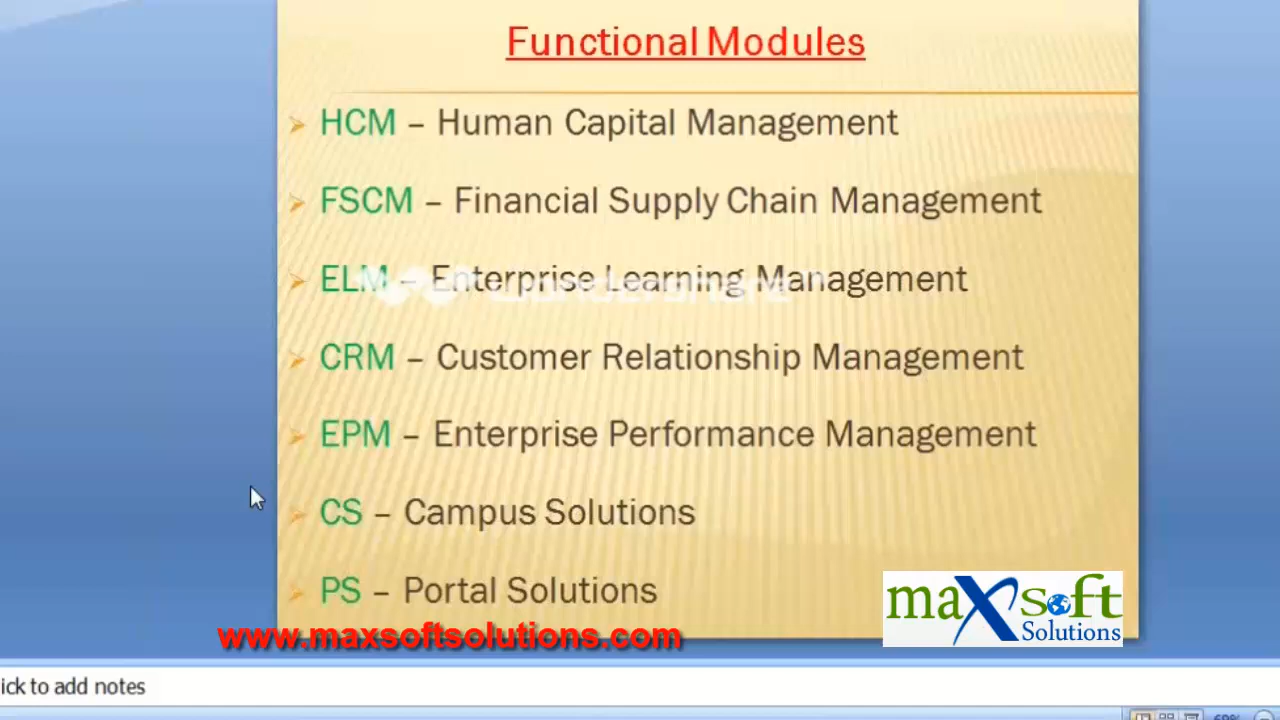 Functional Modules
HCM – Human Capital Management
FSCM – Financial Supply Chain Management
ELM – Enterprise Learning Management
wondershare
CRM – Customer Relationship Management
EPM – Enterprise Performance Management
CS – Campus Solutions
PS – Portal Solutions
maxsoft
Solutions
www.maxsoftsolutions.com
ick to add notes